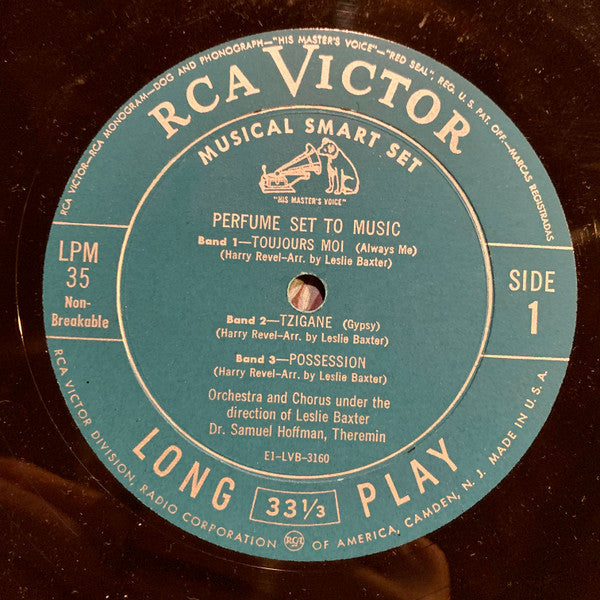 RCA VICTOR—RCA MONOGRAM—DOG AND PHONOGRAPH—"HIS MASTER'S VOICE"—"RED SEAL", REG. U. S. PAT. OFF.—MARCAS REGISTRADAS
RCA VICTOR
MUSICAL SMART SET
"HIS MASTER'S VOICE"
PERFUME SET TO MUSIC
Band 1—TOUJOURS MOI (Always Me)
(Harry Revel–Arr. by Leslie Baxter)
LPM
35
Non-
Breakable
SIDE
1
Band 2—TZIGANE (Gypsy)
(Harry Revel–Arr. by Leslie Baxter)
Band 3—POSSESSION
(Harry Revel–Arr. by Leslie Baxter)
Orchestra and Chorus under the
direction of Leslie Baxter
Dr. Samuel Hoffman, Theremin
E1–LVB–3160
LONG 33 1/3 PLAY
RCA VICTOR DIVISION, RADIO CORPORATION RCA OF AMERICA, CAMDEN, N. J. MADE IN U. S. A.